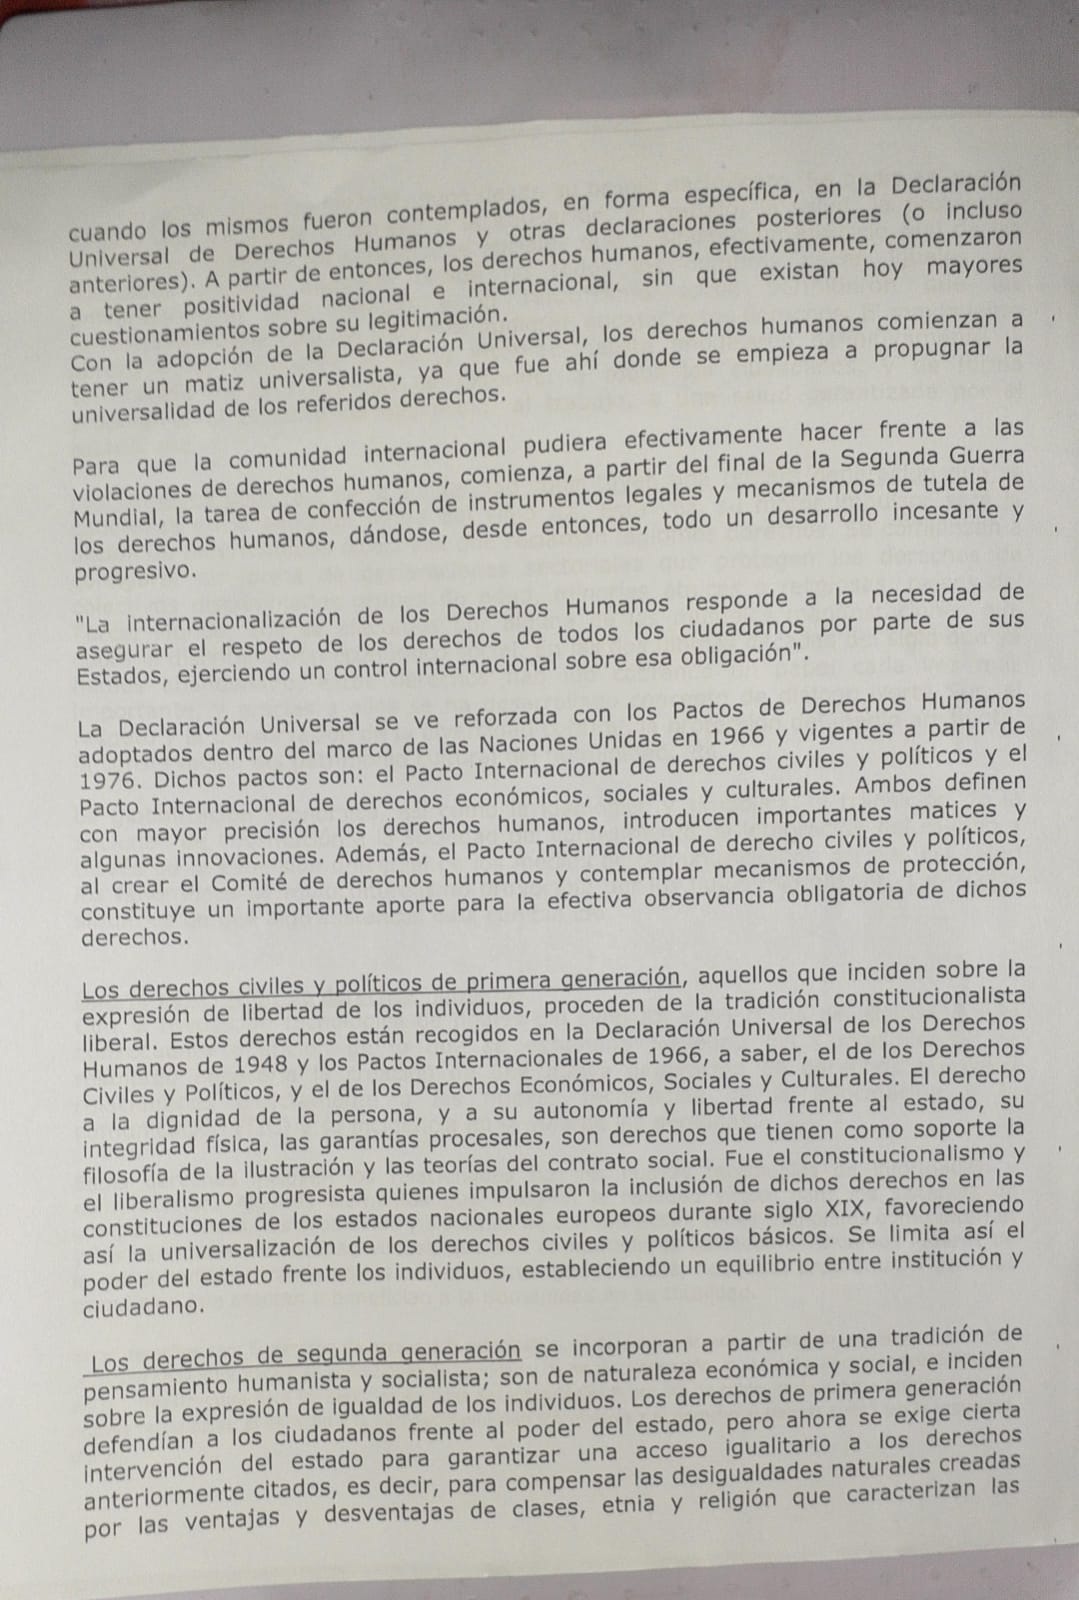 cuando los mismos fueron contemplados, en forma específica, en la Declaración
Universal de Derechos Humanos y otras declaraciones posteriores (o incluso
anteriores). A partir de entonces, los derechos humanos, efectivamente, comenzaron
a tener positividad nacional e internacional, sin que existan hoy mayores
cuestionamientos sobre su legitimación.
Con la adopción de la Declaración Universal, los derechos humanos comienzan a
tener un matiz universalista, ya que fue ahí donde se empieza a propugnar la
universalidad de los referidos derechos.
Para que la comunidad internacional pudiera efectivamente hacer frente a las
violaciones de derechos humanos, comienza, a partir del final de la Segunda Guerra
Mundial, la tarea de confección de instrumentos legales y mecanismos de tutela de
los derechos humanos, dándose, desde entonces, todo un desarrollo incesante y
progresivo.
"La internacionalización de los Derechos Humanos responde a la necesidad de
asegurar el respeto de los derechos de todos los ciudadanos por parte de sus
Estados, ejerciendo un control internacional sobre esa obligación".
La Declaración Universal se ve reforzada con los Pactos de Derechos Humanos
adoptados dentro del marco de las Naciones Unidas en 1966 y vigentes a partir de
1976. Dichos pactos son: el Pacto Internacional de derechos civiles y políticos y el
Pacto Internacional de derechos económicos, sociales y culturales. Ambos definen
con mayor precisión los derechos humanos, introducen importantes matices y
algunas innovaciones. Además, el Pacto Internacional de derecho civiles y políticos,
al crear el Comité de derechos humanos y contemplar mecanismos de protección,
constituye un importante aporte para la efectiva observancia obligatoria de dichos
derechos.
Los derechos civiles y políticos de primera generación, aquellos que inciden sobre la
expresión de libertad de los individuos, proceden de la tradición constitucionalista
liberal. Estos derechos están recogidos en la Declaración Universal de los Derechos
Humanos de 1948 y los Pactos Internacionales de 1966, a saber, el de los Derechos
Civiles y Políticos, y el de los Derechos Económicos, Sociales y Culturales. El derecho
a la dignidad de la persona, y a su autonomía y libertad frente al estado, su
integridad física, las garantías procesales, son derechos que tienen como soporte la
filosofía de la ilustración y las teorías del contrato social. Fue el constitucionalismo y
el liberalismo progresista quienes impulsaron la inclusión de dichos derechos en las
constituciones de los estados nacionales europeos durante siglo XIX, favoreciendo
así la universalización de los derechos civiles y políticos básicos. Se limita así el
poder del estado frente los individuos, estableciendo un equilibrio entre institución y
ciudadano.
Los derechos de segunda generación se incorporan a partir de una tradición de
pensamiento humanista y socialista; son de naturaleza económica y social, e inciden
sobre la expresión de igualdad de los individuos. Los derechos de primera generación
defendían a los ciudadanos frente al poder del estado, pero ahora se exige cierta
intervención del estado para garantizar una acceso igualitario a los derechos
anteriormente citados, es decir, para compensar las desigualdades naturales creadas
por las ventajas y desventajas de clases, etnia y religión que caracterizan las